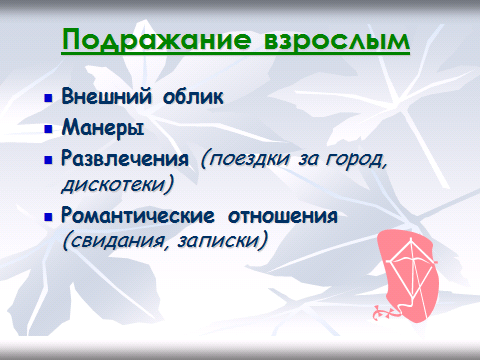 Подражание взрослым
Внешний облик
Манеры
Развлечения (поездки за город,
дискотеки)
Романтические отношения
(свидания, записки)